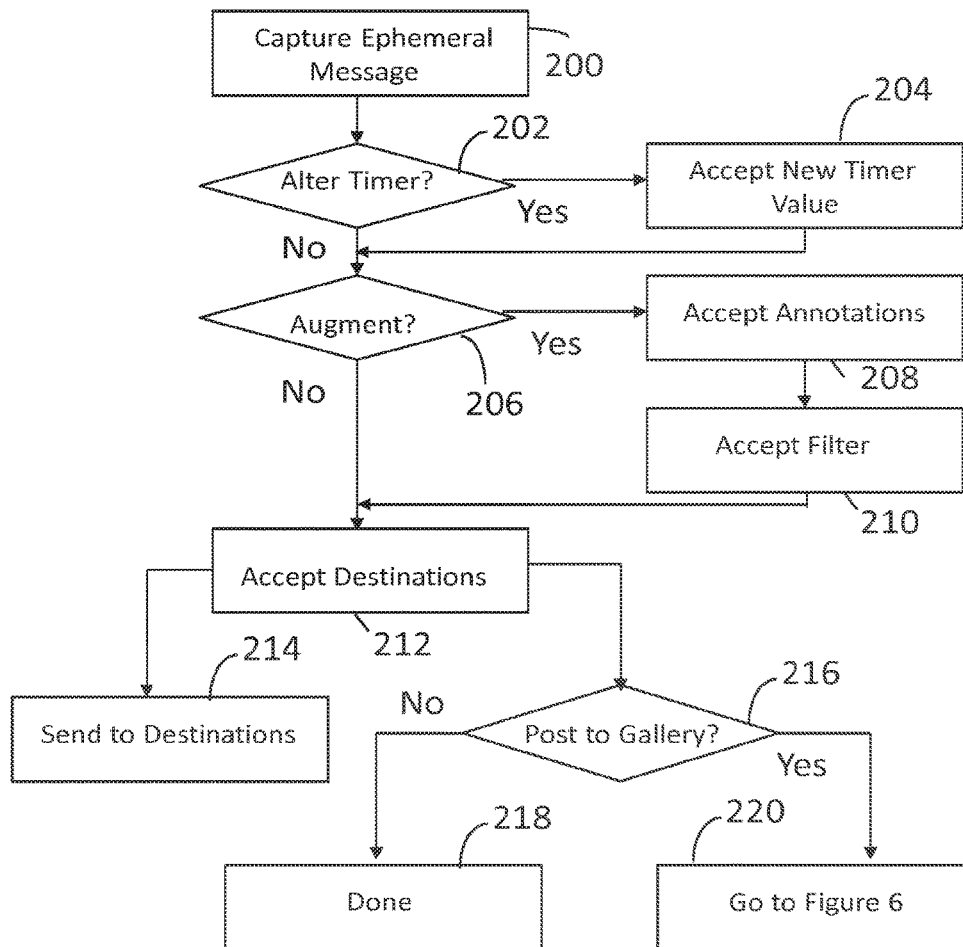 Capture Ephemeral
Message
200
202
204
Alter Timer?
Accept New Timer
Value
Yes
No
Augment?
Accept Annotations
Yes
208
No
206
Accept Filter
210
Accept Destinations
212
214
216
No
Send to Destinations
Post to Gallery?
Yes
218
220
Done
Go to Figure 6